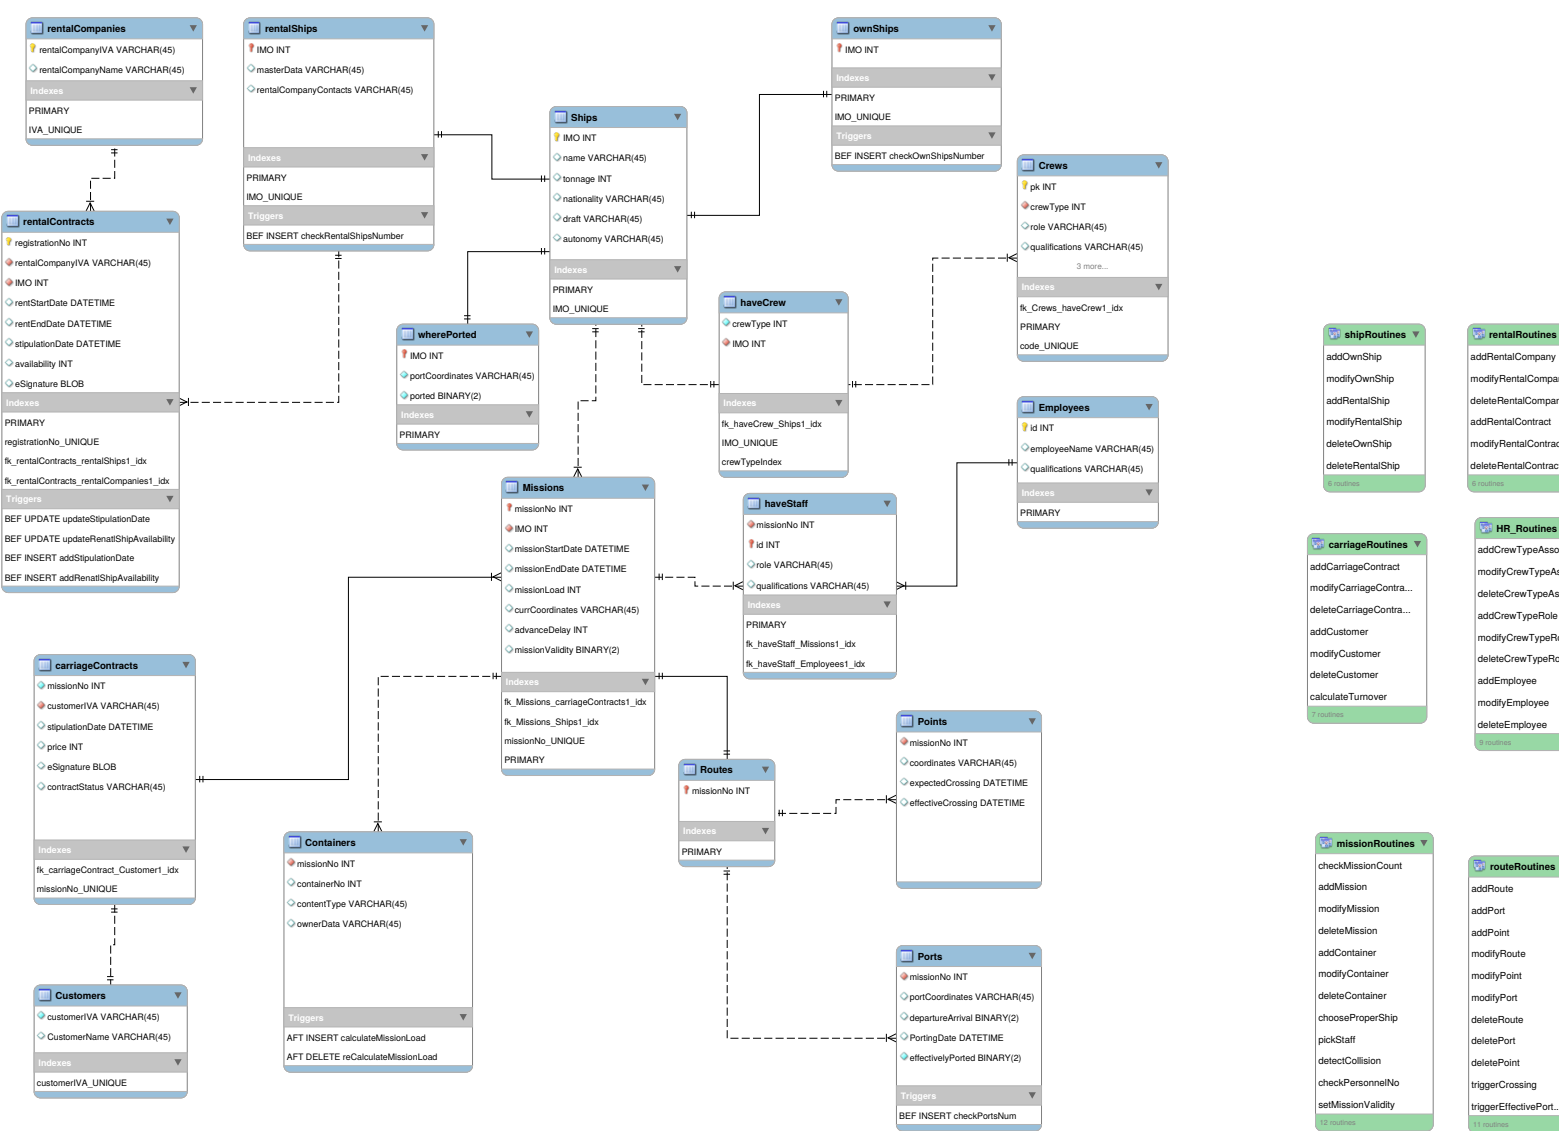 rentalCompanies
rentalCompanyIVA VARCHAR(45)
rentalCompanyName VARCHAR(45)
Indexes
PRIMARY
IVA_UNIQUE
rentalShips
IMO INT
masterData VARCHAR(45)
rentalCompanyContacts VARCHAR(45)
Indexes
PRIMARY
IMO_UNIQUE
Triggers
BEF INSERT checkRentalShipsNumber
Ships
IMO INT
name VARCHAR(45)
tonnage INT
nationality VARCHAR(45)
draft VARCHAR(45)
autonomy VARCHAR(45)
Indexes
PRIMARY
IMO_UNIQUE
ownShips
IMO INT
Indexes
PRIMARY
IMO_UNIQUE
Triggers
BEF INSERT checkOwnShipsNumber
Crews
pk INT
crewType INT
role VARCHAR(45)
qualifications VARCHAR(45)
3 more...
Indexes
fk_Crews_haveCrew1_idx
PRIMARY
code_UNIQUE
rentalContracts
registrationNo INT
rentalCompanyIVA VARCHAR(45)
IMO INT
rentStartDate DATETIME
rentEndDate DATETIME
stipulationDate DATETIME
availability INT
eSignature BLOB
Indexes
PRIMARY
registrationNo_UNIQUE
fk_rentalContracts_rentalShips1_idx
fk_rentalContracts_rentalCompanies1_idx
Triggers
BEF UPDATE updateStipulationDate
BEF UPDATE updateRenatlShipAvailability
BEF INSERT addStipulationDate
BEF INSERT addRenatlShipAvailability
wherePorted
IMO INT
portCoordinates VARCHAR(45)
ported BINARY(2)
Indexes
PRIMARY
haveCrew
crewType INT
IMO INT
Indexes
fk_haveCrew_Ships1_idx
IMO_UNIQUE
crewTypeIndex
Employees
id INT
employeeName VARCHAR(45)
qualifications VARCHAR(45)
Indexes
PRIMARY
Missions
missionNo INT
IMO INT
missionStartDate DATETIME
missionEndDate DATETIME
missionLoad INT
currCoordinates VARCHAR(45)
advanceDelay INT
missionValidity BINARY(2)
Indexes
fk_Missions_carriageContracts1_idx
fk_Missions_Ships1_idx
missionNo_UNIQUE
PRIMARY
haveStaff
missionNo INT
id INT
role VARCHAR(45)
qualifications VARCHAR(45)
Indexes
PRIMARY
fk_haveStaff_Missions1_idx
fk_haveStaff_Employees1_idx
carriageContracts
missionNo INT
customerIVA VARCHAR(45)
stipulationDate DATETIME
price INT
eSignature BLOB
contractStatus VARCHAR(45)
Indexes
fk_carriageContract_Customer1_idx
missionNo_UNIQUE
Customers
customerIVA VARCHAR(45)
CustomerName VARCHAR(45)
Indexes
customerIVA_UNIQUE
Containers
missionNo INT
containerNo INT
contentType VARCHAR(45)
ownerData VARCHAR(45)
Triggers
AFT INSERT calculateMissionLoad
AFT DELETE reCalculateMissionLoad
Routes
missionNo INT
Indexes
PRIMARY
Points
missionNo INT
coordinates VARCHAR(45)
expectedCrossing DATETIME
effectiveCrossing DATETIME
Ports
missionNo INT
portCoordinates VARCHAR(45)
departureArrival BINARY(2)
PortingDate DATETIME
effectivelyPorted BINARY(2)
Triggers
BEF INSERT checkPortsNum
shipRoutines
addOwnShip
modifyOwnShip
addRentalShip
modifyRentalShip
deleteOwnShip
deleteRentalShip
6 routines
rentalRoutines
addRentalCompany
modifyRentalCompa
deleteRentalCompan
addRentalContract
modifyRentalContrac
deleteRentalContract
6 routines
carriageRoutines
addCarriageContract
modifyCarriageContra...
deleteCarriageContra...
addCustomer
modifyCustomer
deleteCustomer
calculateTurnover
7 routines
HR_Routines
addCrewTypeAsso
modifyCrewTypeAs
deleteCrewTypeAs
addCrewTypeRole
modifyCrewTypeRo
deleteCrewTypeRo
addEmployee
modifyEmployee
deleteEmployee
9 routines
missionRoutines
checkMissionCount
addMission
modifyMission
deleteMission
addContainer
modifyContainer
deleteContainer
chooseProperShip
pickStaff
detectCollision
checkPersonnelNo
setMissionValidity
12 routines
routeRoutines
addRoute
addPort
addPoint
modifyRoute
modifyPoint
modifyPort
deleteRoute
deletePort
deletePoint
triggerCrossing
triggerEffectivePort...
11 routines